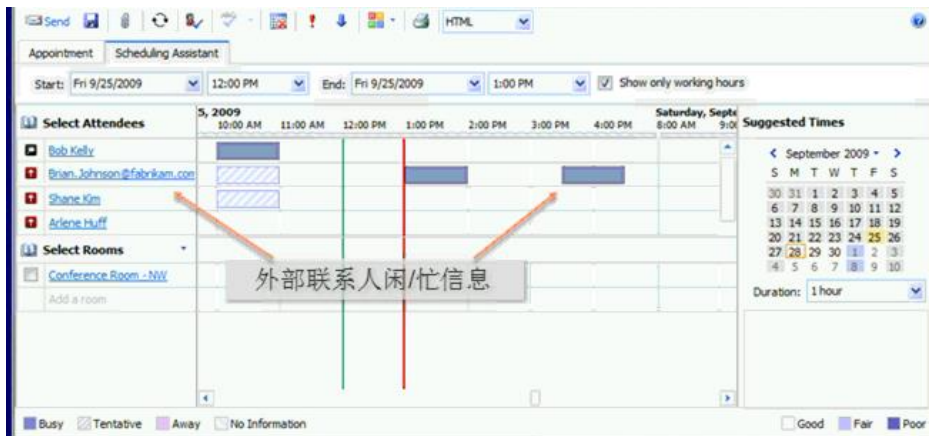 Send HTML
Appointment Scheduling Assistant
Start: Fri 9/25/2009 12:00 PM End: Fri 9/25/2009 1:00 PM Show only working hours
Select Attendees 5, 2009 Saturday, Septe Suggested Times
10:00 AM 11:00 AM 12:00 PM 1:00 PM 2:00 PM 3:00 PM 4:00 PM 8:00 AM 9:0
Bob Kelly
September 2009
Brian.Johnson@fabrikam.com
S M T W T F S
30 31 1 2 3 4 5
Shane Kim
6 7 8 9 10 11 12
Arlene Huff
13 14 15 16 17 18 19
20 21 22 23 24 25 26
Select Rooms
27 28 29 30 1 2 3
4 5 6 7 8 9 10
Conference Room - NW
外部联系人闲/忙信息
Duration: 1 hour
Add a room
Busy Tentative Away No Information Good Fair Poor